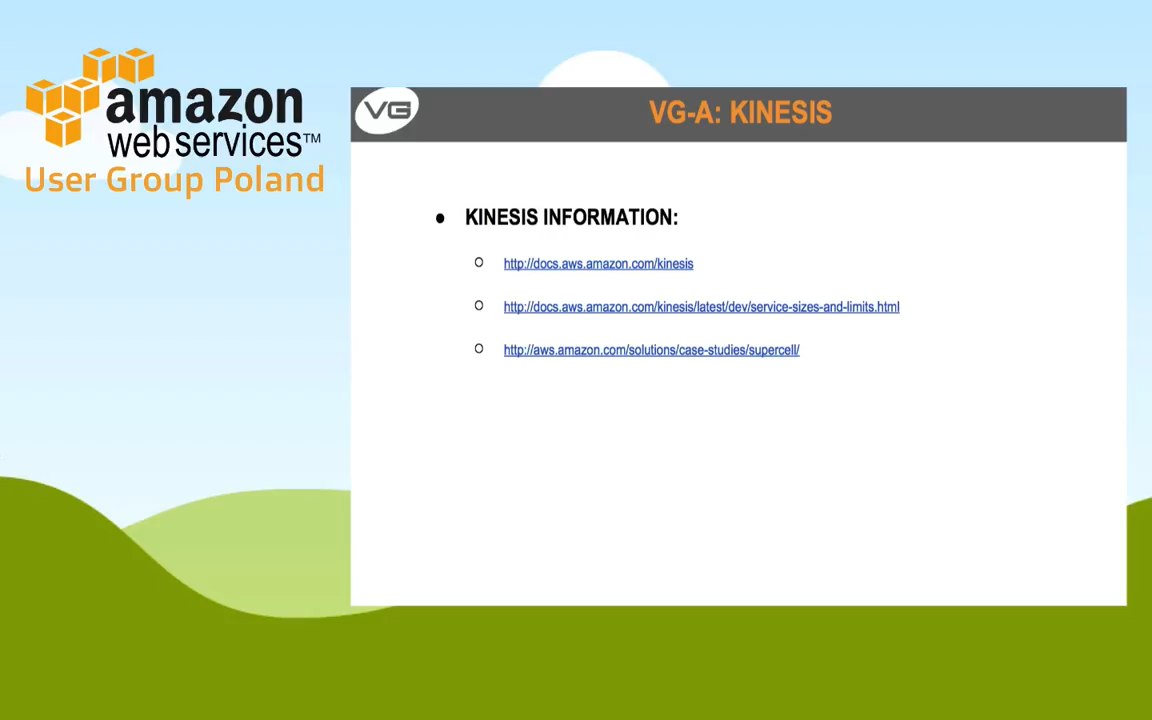 amazon
web services™
User Group Poland
VG
VG-A: KINESIS
● KINESIS INFORMATION:
○ http://docs.aws.amazon.com/kinesis
○ http://docs.aws.amazon.com/kinesis/latest/dev/service-sizes-and-limits.html
○ http://aws.amazon.com/solutions/case-studies/supercell/